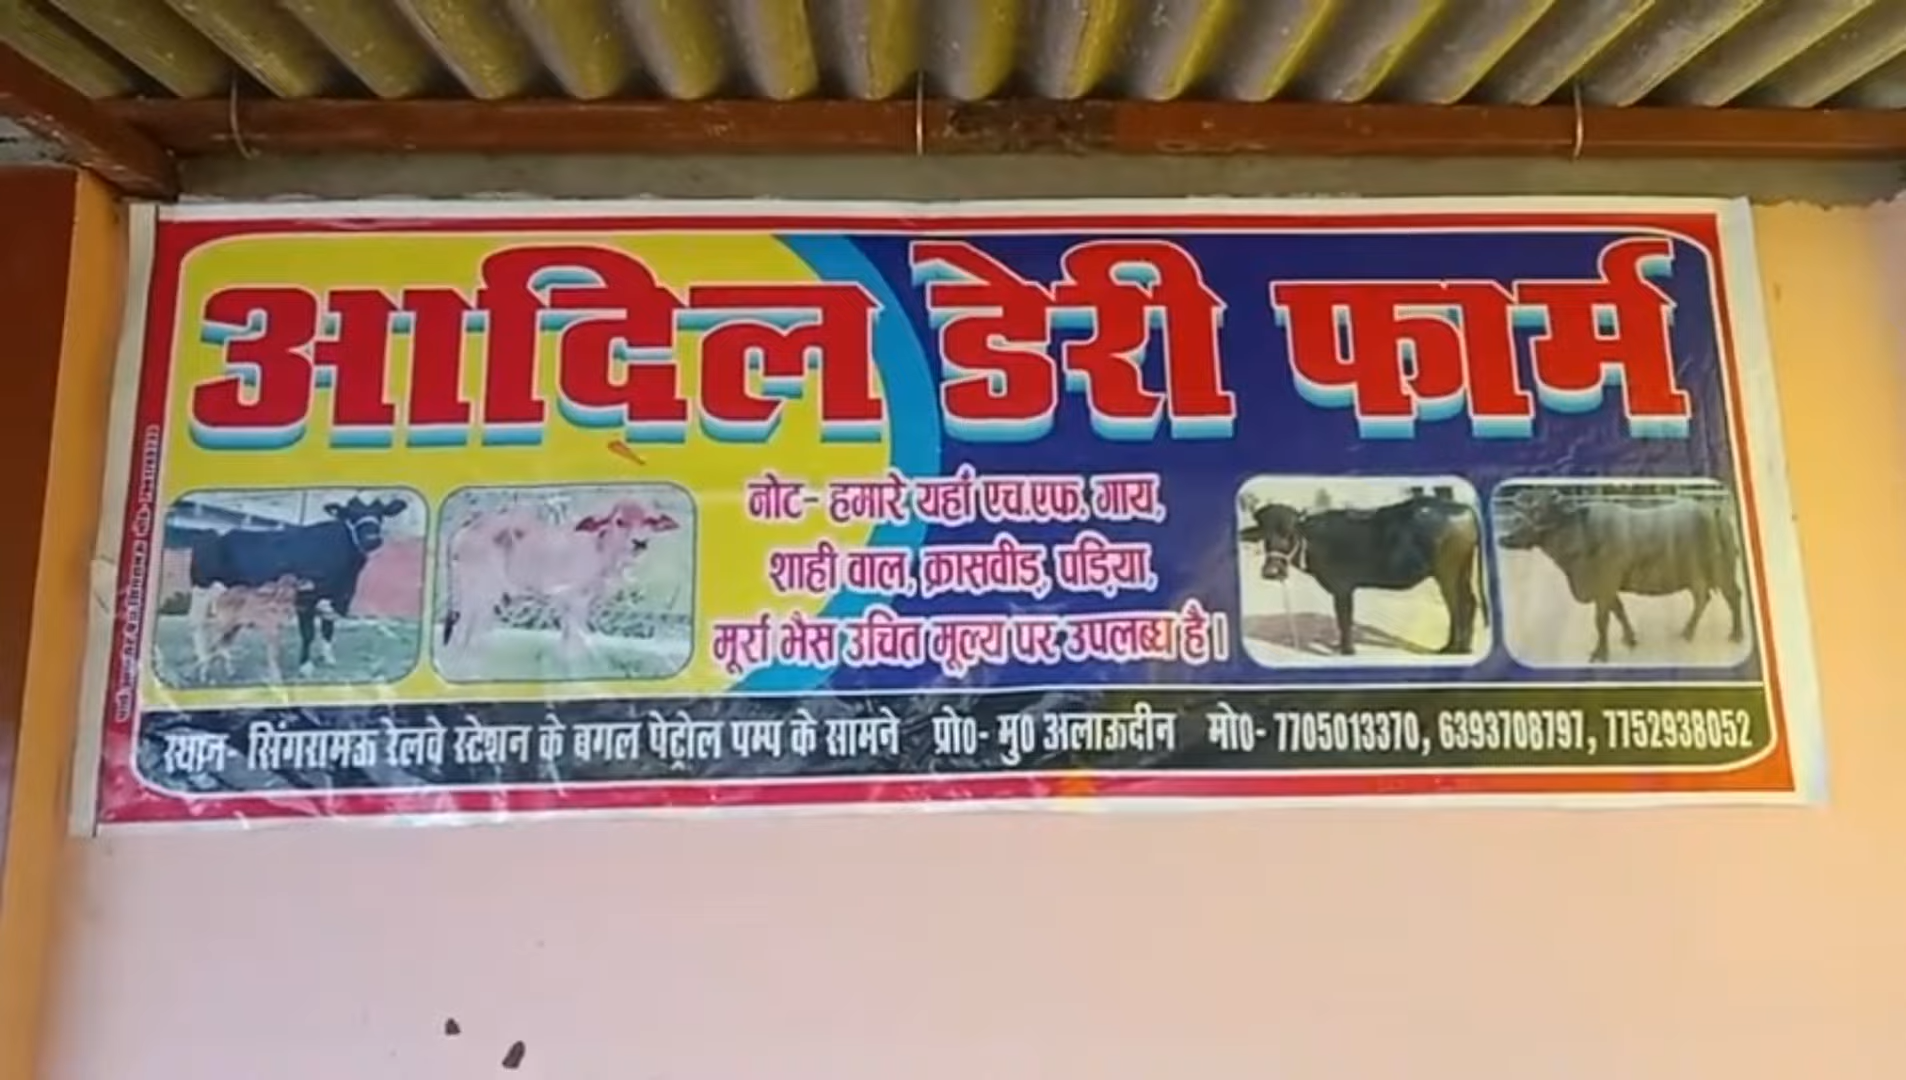 आदिल डेरी फार्म
नोट- हमारे यहाँ एच.एफ. गाय,
शाही वाल, क्रासवीड़, पड़िया,
मूर्रा भैस उचित मूल्य पर उपलब्ध है।
स्थान- सिंगरामऊ रेलवे स्टेशन के बगल पेट्रोल पम्प के सामने प्रो0- मु0 अलाऊदीन मो0- 7705013370, 6393708797, 7752938052